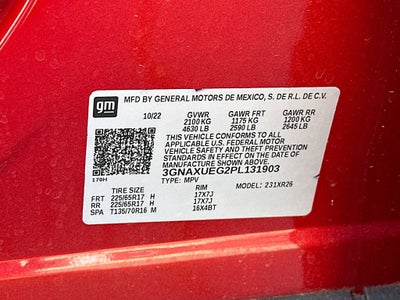 gm
MFD BY GENERAL MOTORS DE MEXICO, S. DE R.L. DE C.V.
10/22 GVWR GAWR FRT GAWR RR
2100 KG 1175 KG 1200 KG
4630 LB 2590 LB 2645 LB
THIS VEHICLE CONFORMS TO ALL
APPLICABLE U.S. FEDERAL MOTOR
VEHICLE SAFETY, BUMPER, AND THEFT
PREVENTION STANDARDS IN EFFECT
ON THE DATE OF
MANUFACTURE SHOWN ABOVE.
3GNAXUEG2PL131903
170H TYPE: MPV
TIRE SIZE RIM MODEL: 231XR26
FRT 225/65R17 H 17X7J
RR 225/65R17 H 17X7J
SPA T135/70R16 M 16X4BT